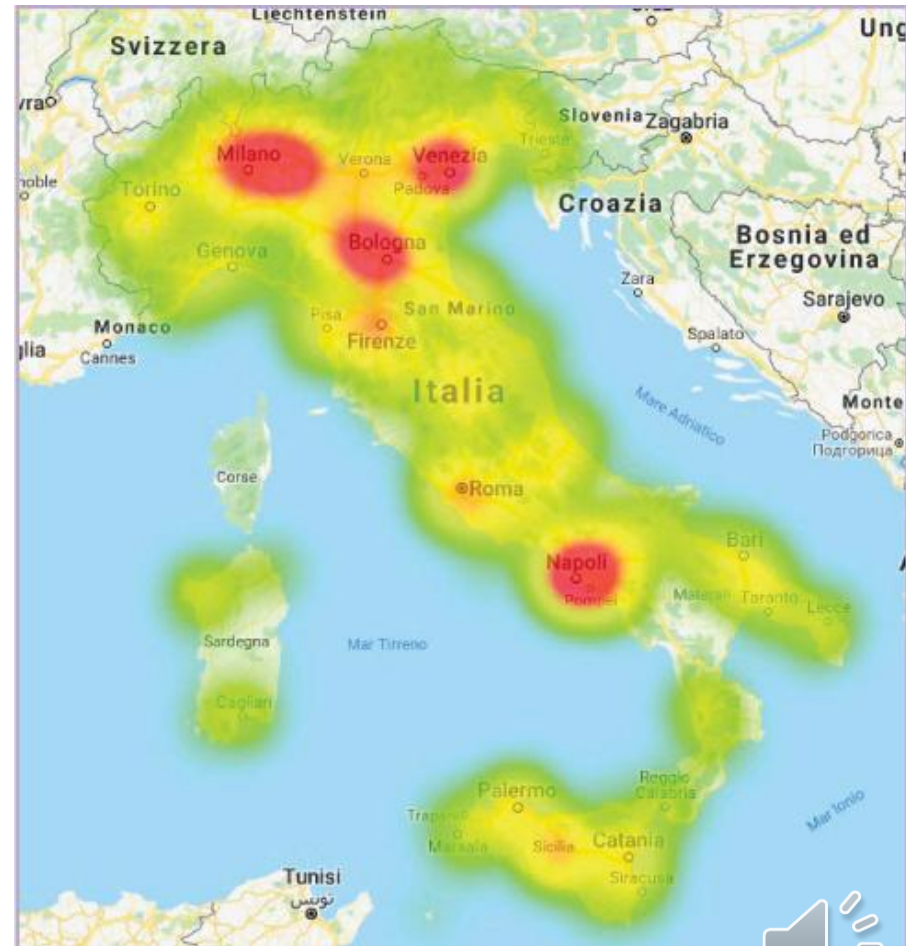 Liechtenstein
Svizzera
Slovenia
Zagabria
Trieste
Milano
Verona
Venezia
Padova
Torino
Croazia
Genova
Bologna
Bosnia ed
Erzegovina
Zara
Sarajevo
San Marino
Pisa
Firenze
Monaco
Cannes
Spalato
Italia
Mare Adriatico
Monte
Podgorica
Подгорица
Corse
Roma
Bari
Napoli
Pompei
Taranto
Lecce
Sardegna
Mar Tirreno
Cagliari
Reggio
Calabria
Palermo
Trapani
Marsala
Sicilia
Catania
Siracusa
Mar Ionio
Tunisi
تونس